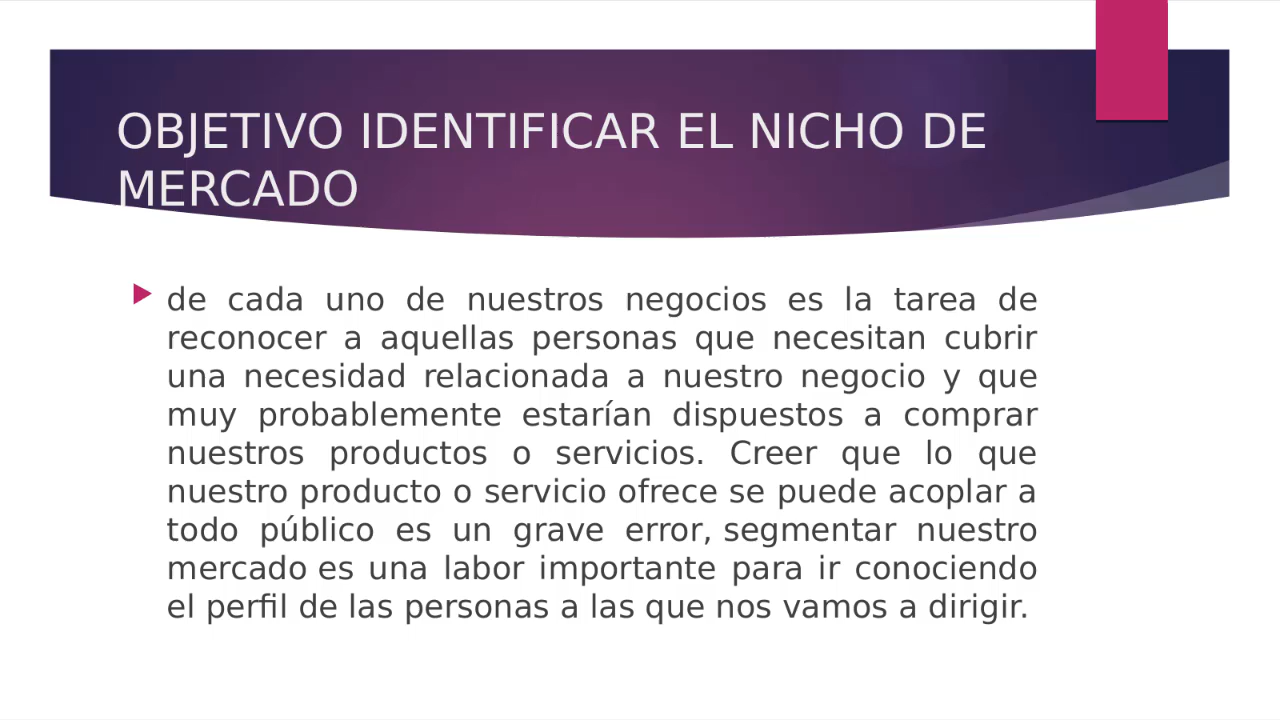 OBJETIVO IDENTIFICAR EL NICHO DE
MERCADO
de cada uno de nuestros negocios es la tarea de
reconocer a aquellas personas que necesitan cubrir
una necesidad relacionada a nuestro negocio y que
muy probablemente estarían dispuestos a comprar
nuestros productos o servicios. Creer que lo que
nuestro producto o servicio ofrece se puede acoplar a
todo público es un grave error, segmentar nuestro
mercado es una labor importante para ir conociendo
el perfil de las personas a las que nos vamos a dirigir.